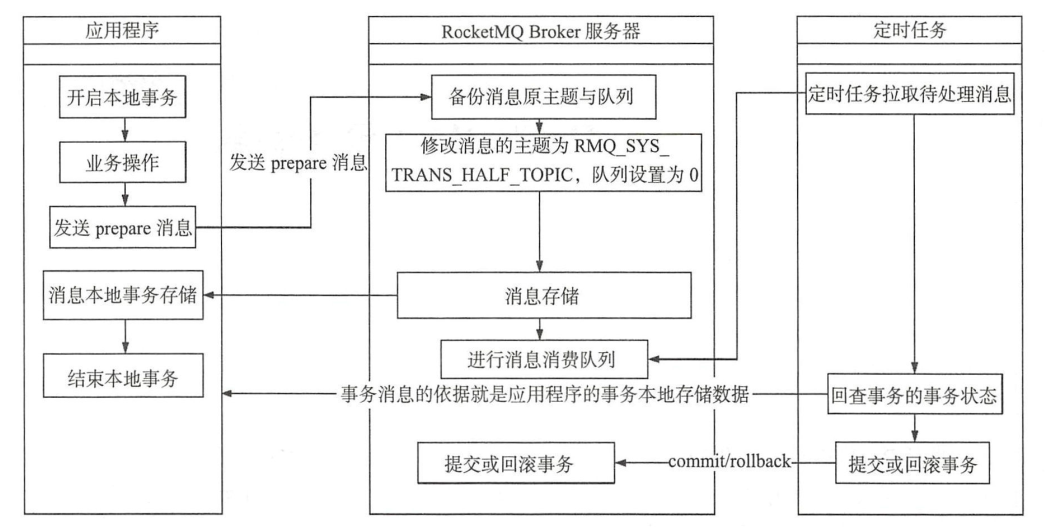 应用程序
开启本地事务
业务操作
发送 prepare 消息
消息本地事务存储
结束本地事务
发送 prepare 消息
RocketMQ Broker 服务器
备份消息原主题与队列
修改消息的主题为 RMQ_SYS_
TRANS_HALF_TOPIC，队列设置为 0
消息存储
进行消息消费队列
事务消息的依据就是应用程序的事务本地存储数据
提交或回滚事务
commit/rollback
定时任务
定时任务拉取待处理消息
回查事务的事务状态
提交或回滚事务